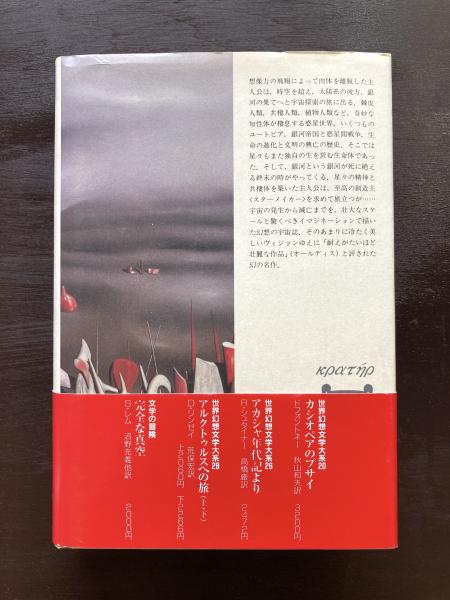 想像力の飛翔によって肉体を離脱した主
人公は、時空を超え、太陽系の彼方、銀
河の果てへと宇宙探索の旅に出る。棘皮
人類、共棲人類、植物人類など、奇妙な
知性体が棲息する惑星世界、いくつもの
ユートピア、銀河帝国と惑星間戦争、生
命の進化と文明の興亡の歴史。そこでは
星々もまた独自の生を営む生命体であっ
た。そして、銀河という銀河が死に絶え
る終末の時がやってくる。星々の精神と
共棲体を築いた主人公は、至高の創造主
〈スターメイカー〉を求めて旅立つが……
宇宙の発生から滅亡までを、壮大なスケ
ールと驚くべきイマジネーションで描い
た幻想の宇宙誌。そのあまりに冷たく美
しいヴィジョンゆえに「耐えがたいほど
壮麗な作品」(オールディス)と評された
幻の名作。
κρατήρ
世界幻想文学大系20
カシオペアのプサイ
ド・フォントネー 秋山和夫訳
3200円
世界幻想文学大系26
アカシャ年代記より
R・シュタイナー 高橋巖訳
2472円
世界幻想文学大系28
アルクトゥルスへの旅(上・下)
D・リンゼイ 荒俣宏訳
上2000円 下2266円
文学の冒険
完全な真空
S・レム 沼野充義他訳
2000円